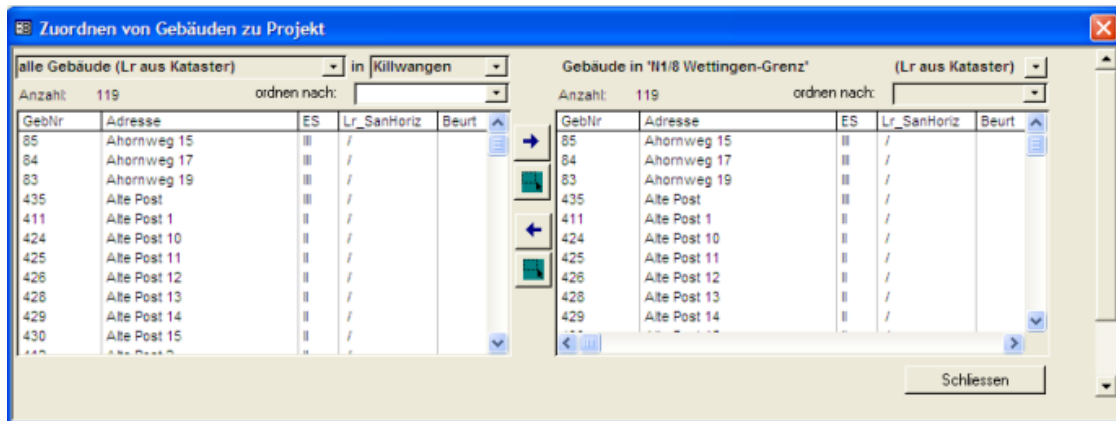 Zuordnen von Gebäuden zu Projekt
alle Gebäude (Lr aus Kataster) in Killwangen
Anzahl: 119 ordnen nach:
GebNr Adresse ES Lr_SanHoriz Beurt
85 Ahornweg 15 III /
84 Ahornweg 17 III /
83 Ahornweg 19 III /
435 Alte Post III /
411 Alte Post 1 II /
424 Alte Post 10 II /
425 Alte Post 11 II /
426 Alte Post 12 II /
428 Alte Post 13 II /
429 Alte Post 14 II /
430 Alte Post 15 II /
Gebäude in 'N1/8 Wettingen-Grenz' (Lr aus Kataster)
Anzahl: 119 ordnen nach:
GebNr Adresse ES Lr_SanHoriz Beurt
85 Ahornweg 15 III /
84 Ahornweg 17 III /
83 Ahornweg 19 III /
435 Alte Post III /
411 Alte Post 1 II /
424 Alte Post 10 II /
425 Alte Post 11 II /
426 Alte Post 12 II /
428 Alte Post 13 II /
429 Alte Post 14 II /
Schliessen